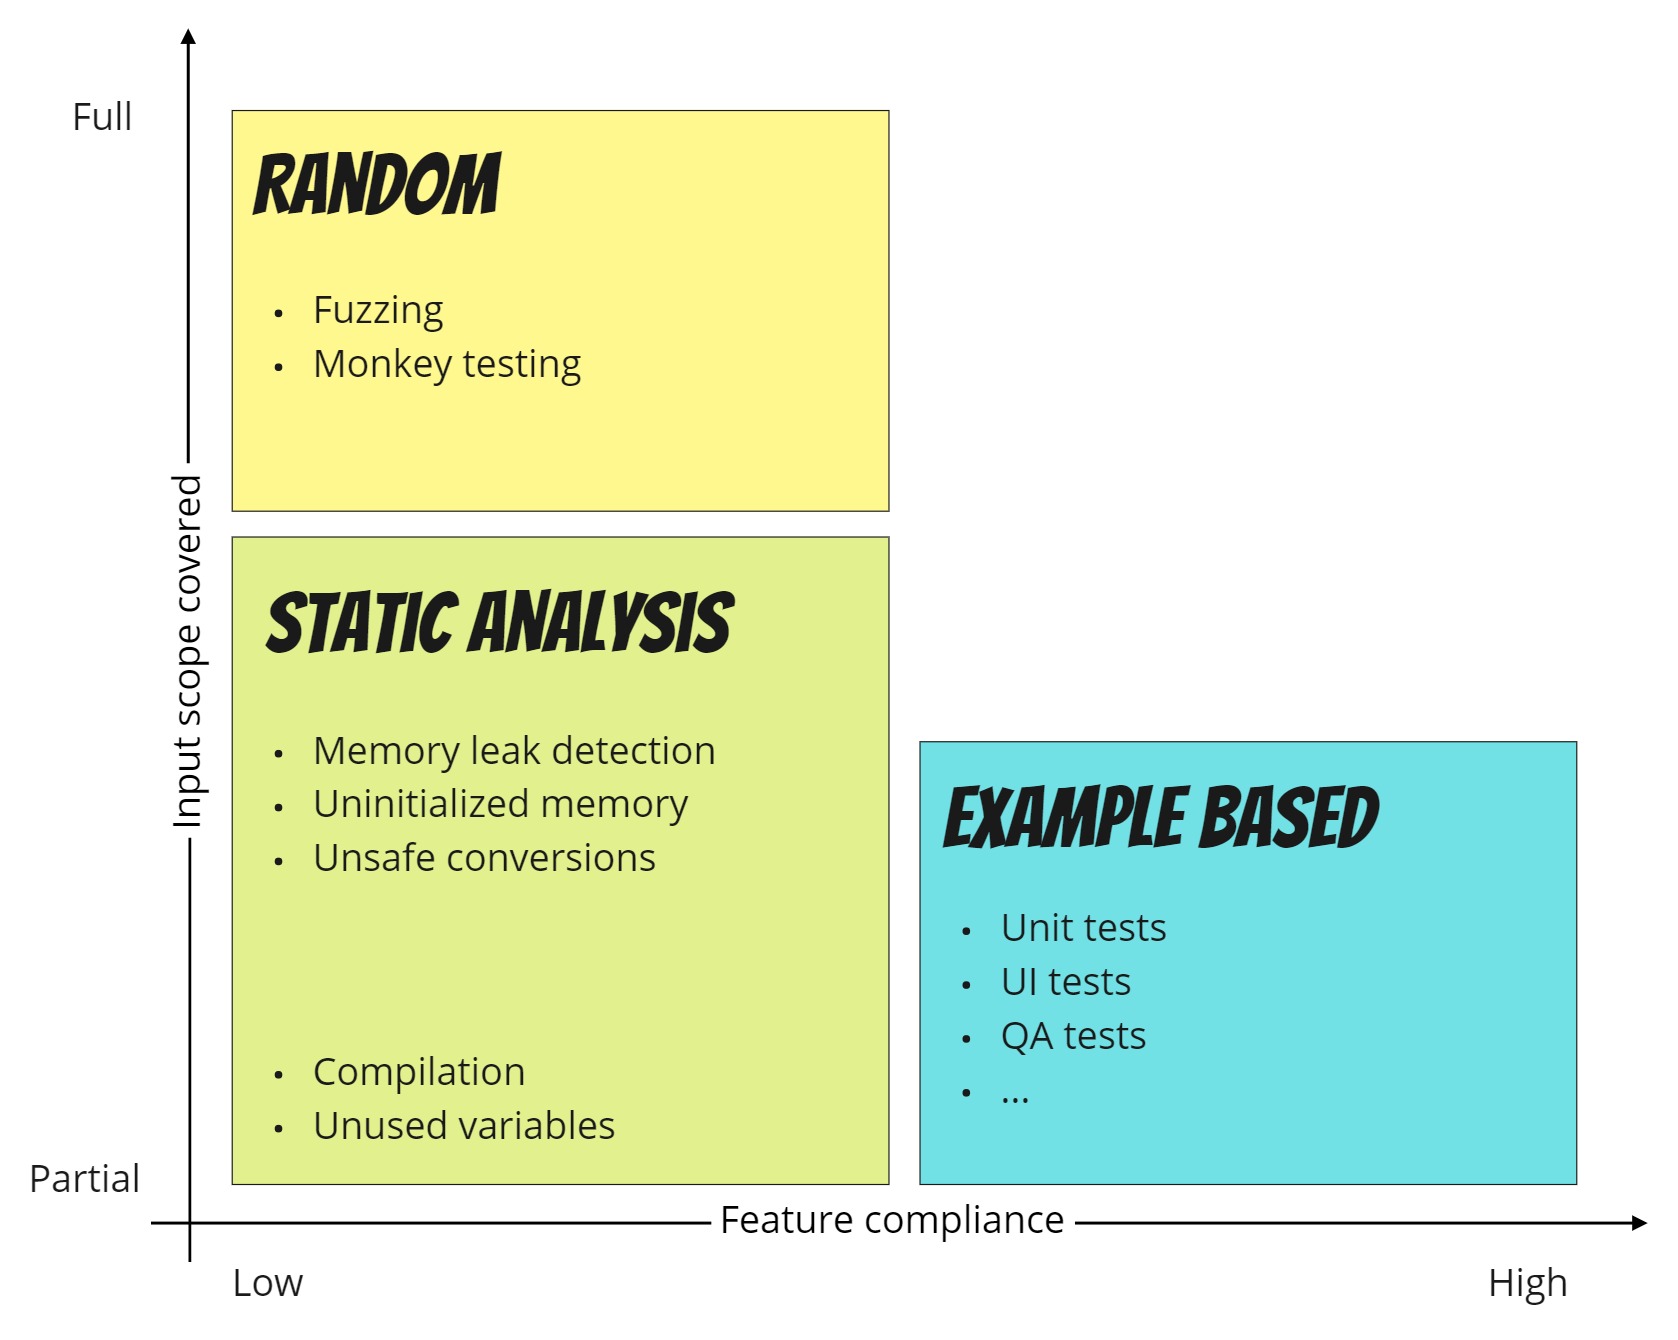 Full
RANDOM
• Fuzzing
• Monkey testing
Input scope covered
STATIC ANALYSIS
• Memory leak detection
• Uninitialized memory
• Unsafe conversions
• Compilation
• Unused variables
EXAMPLE BASED
• Unit tests
• UI tests
• QA tests
• ...
Partial
Feature compliance
Low
High